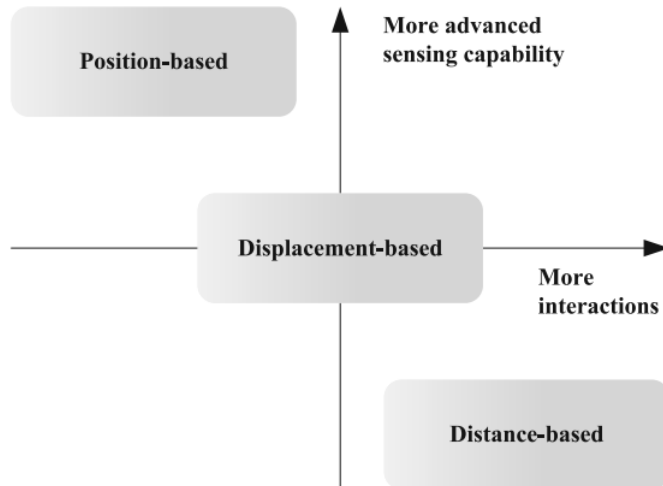 Position-based
More advanced
sensing capability
Displacement-based
More
interactions
Distance-based